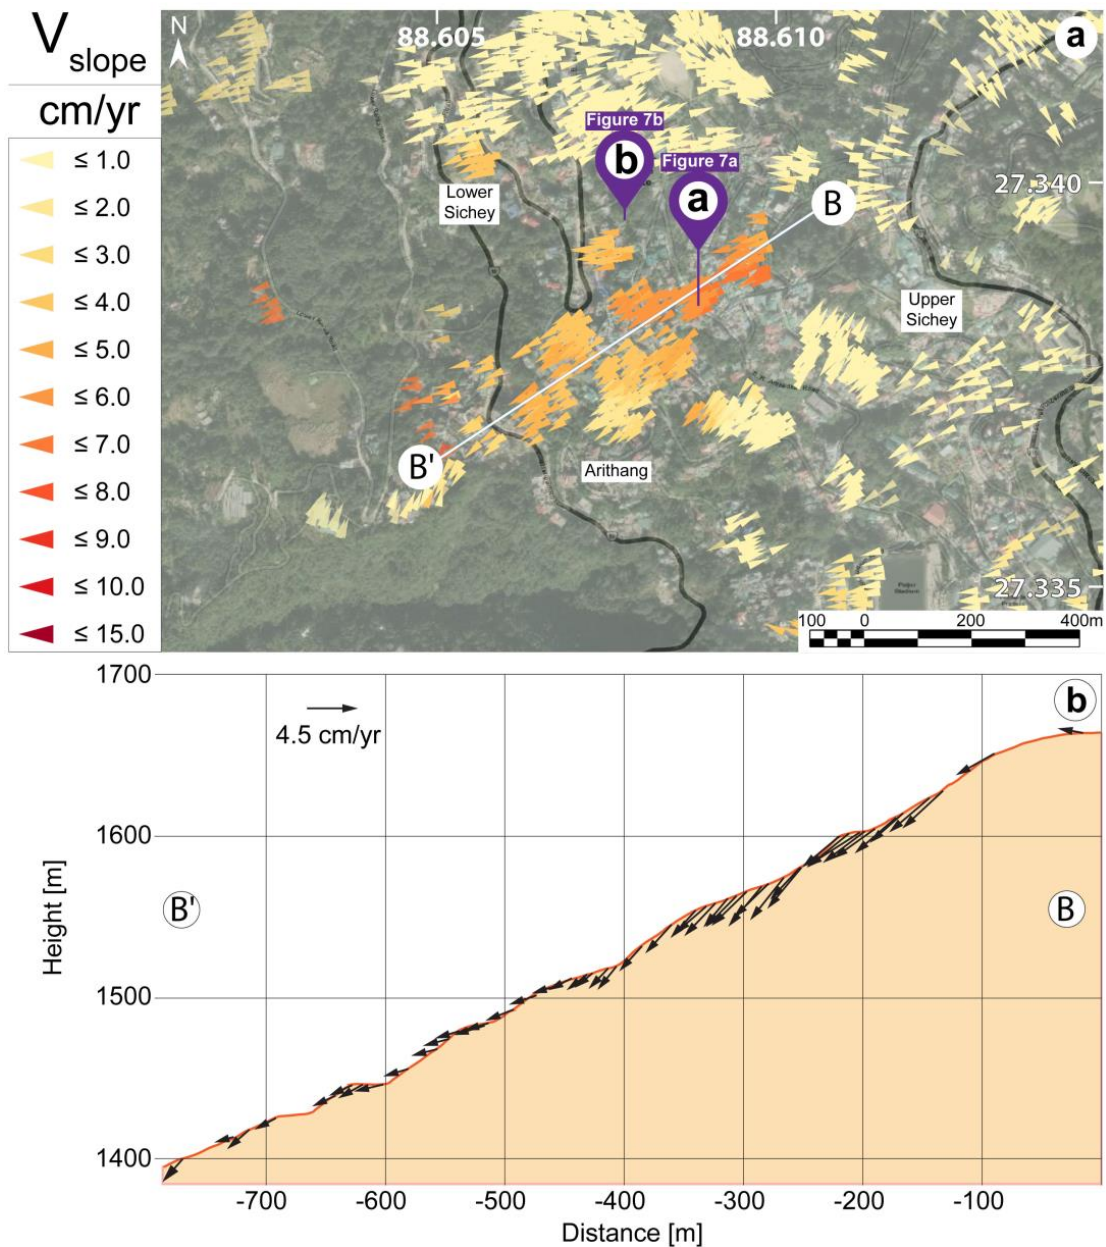 V slope
cm/yr
≤ 1.0
≤ 2.0
≤ 3.0
≤ 4.0
≤ 5.0
≤ 6.0
≤ 7.0
≤ 8.0
≤ 9.0
≤ 10.0
≤ 15.0
N
88.605
88.610
a
Figure 7b
b
Figure 7a
a
27.340
Lower
Sichey
B
Upper
Sichey
B'
Arithang
27.335
100 0 200 400m
1700
b
4.5 cm/yr
1600
B'
B
Height [m]
1500
1400
-700 -600 -500 -400 -300 -200 -100
Distance [m]